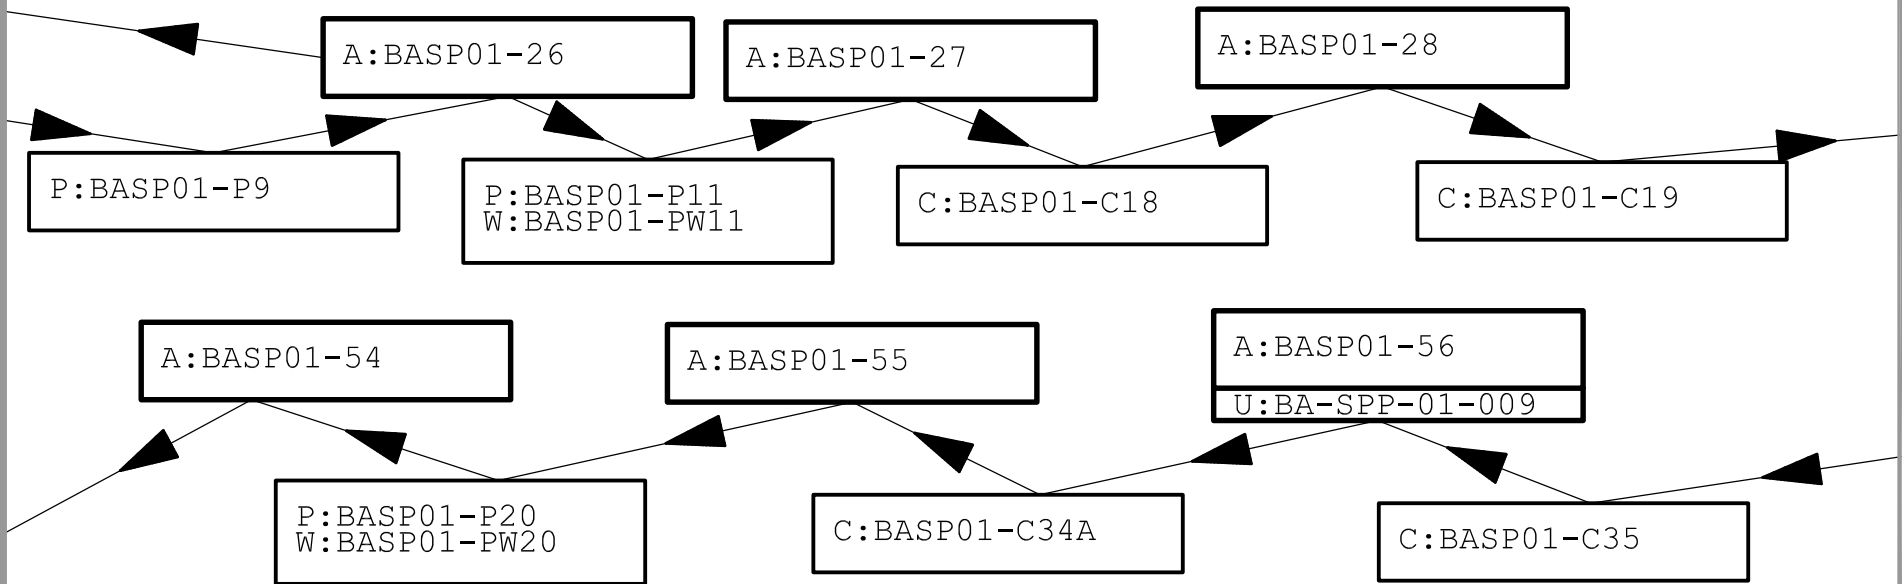 A:BASP01-26
A:BASP01-27
A:BASP01-28
P:BASP01-P9
P:BASP01-P11
W:BASP01-PW11
C:BASP01-C18
C:BASP01-C19
A:BASP01-54
A:BASP01-55
A:BASP01-56
U:BA-SPP-01-009
P:BASP01-P20
W:BASP01-PW20
C:BASP01-C34A
C:BASP01-C35